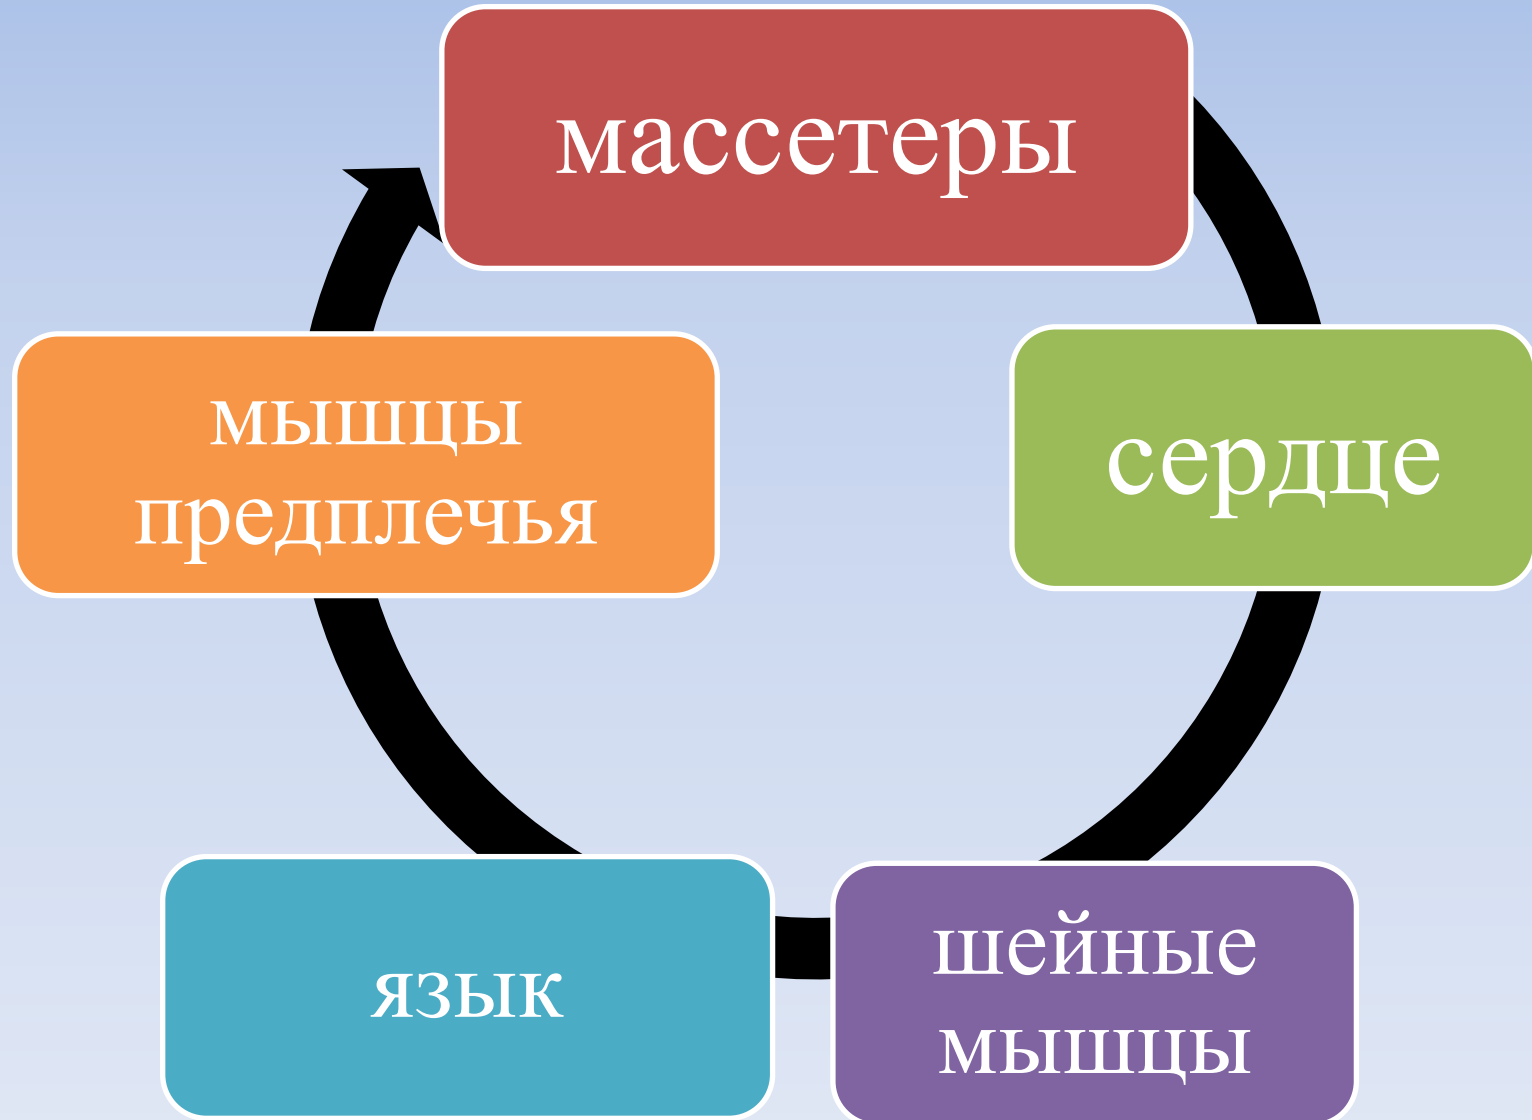 массетеры
сердце
шейные
мышцы
язык
мышцы
предплечья